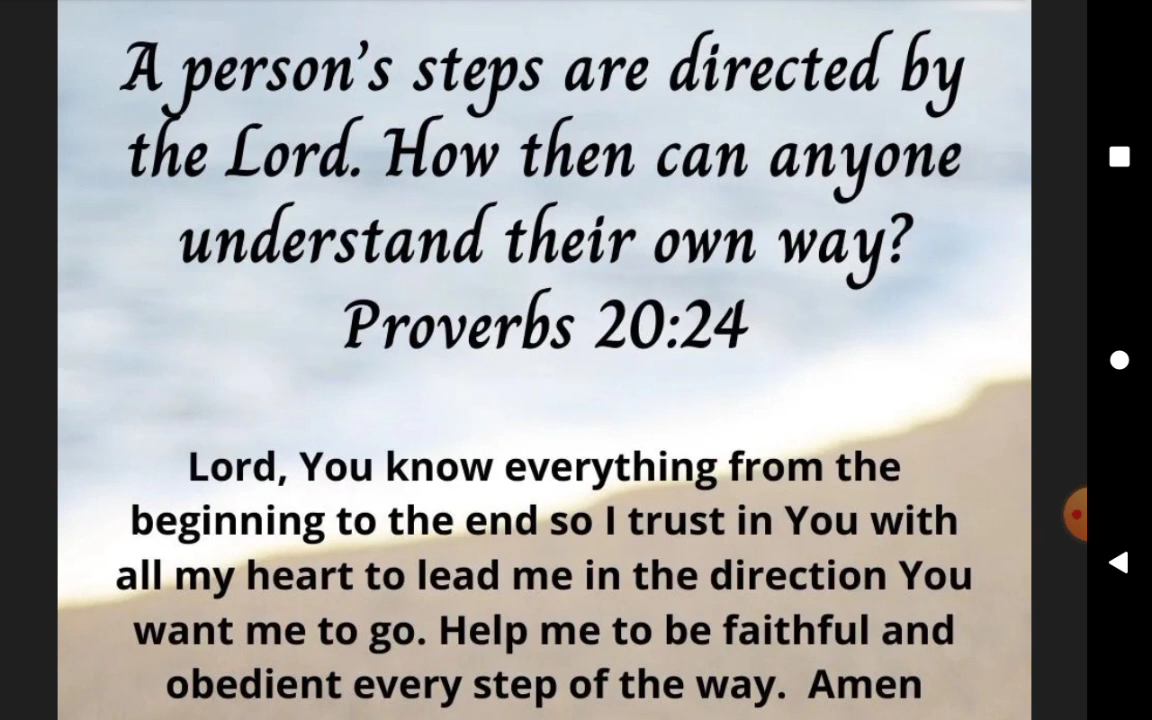 A person’s steps are directed by
the Lord. How then can anyone
understand their own way?
Proverbs 20:24
Lord, You know everything from the
beginning to the end so I trust in You with
all my heart to lead me in the direction You
want me to go. Help me to be faithful and
obedient every step of the way.  Amen